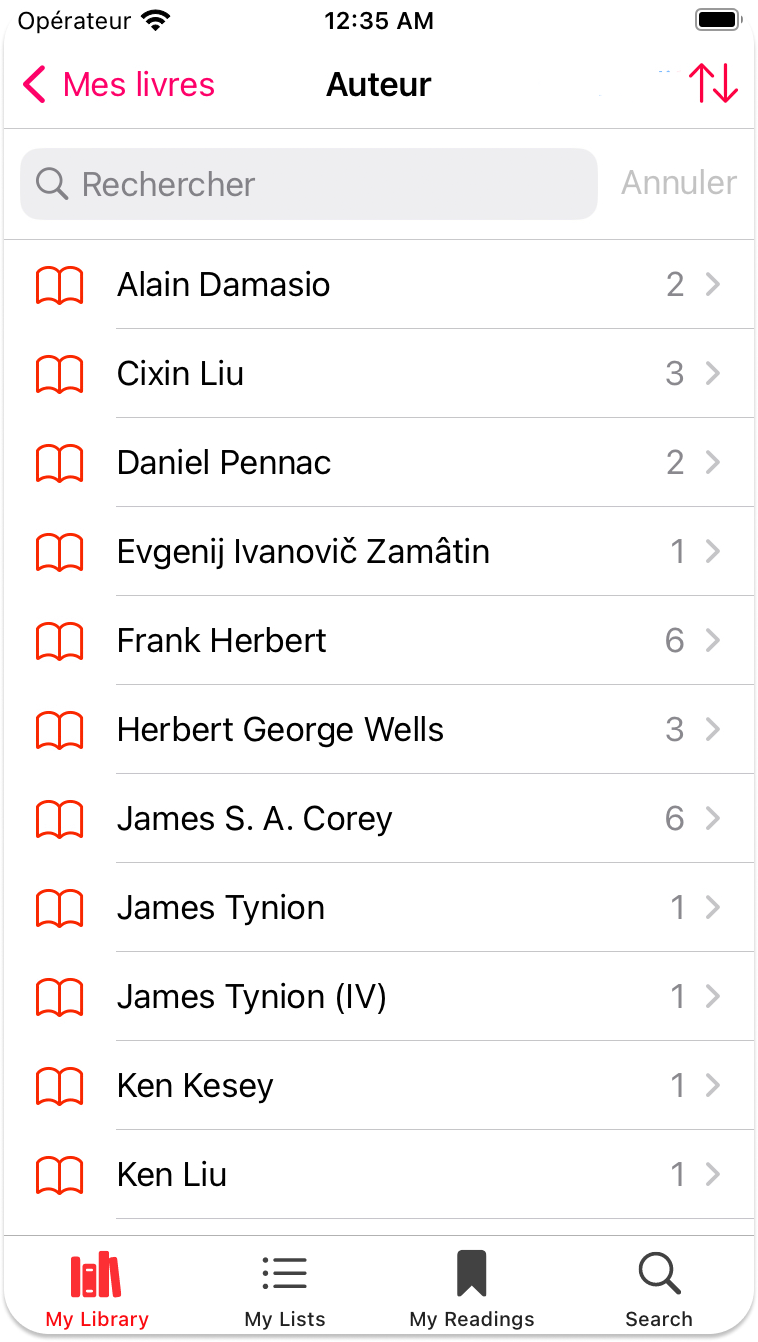 Opérateur 12:35 AM
Mes livres Auteur
Rechercher Annuler
Alain Damasio 2
Cixin Liu 3
Daniel Pennac 2
Evgenij Ivanovič Zamâtin 1
Frank Herbert 6
Herbert George Wells 3
James S. A. Corey 6
James Tynion 1
James Tynion (IV) 1
Ken Kesey 1
Ken Liu 1
My Library My Lists My Readings Search